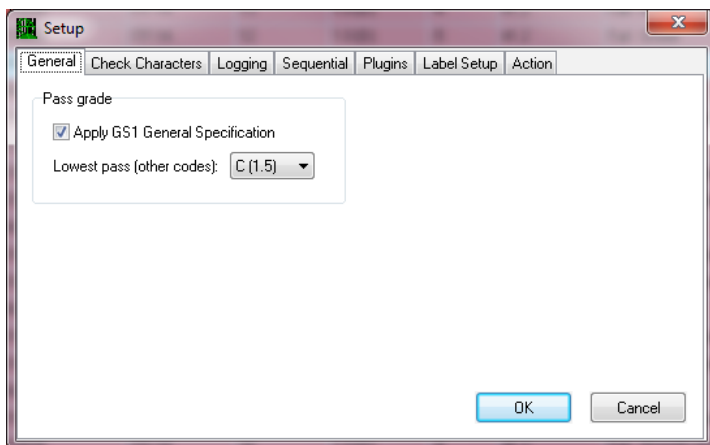 Setup
General Check Characters Logging Sequential Plugins Label Setup Action
Pass grade
Apply GS1 General Specification
Lowest pass (other codes): C (1.5)
OK Cancel